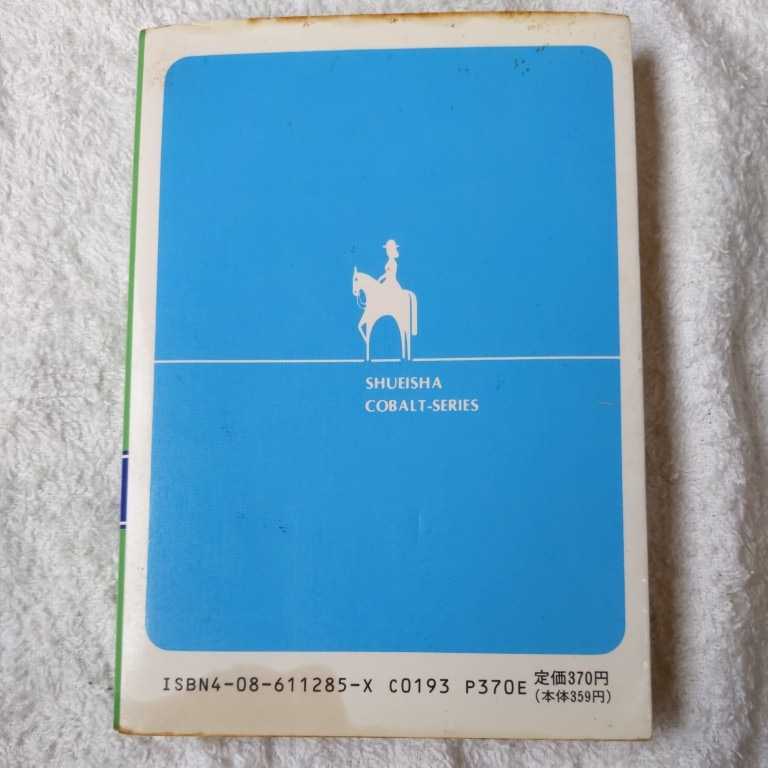 SHUEISHA
COBALT-SERIES
ISBN4-08-611285-X C0193 P370E 定価370円
(本体359円)